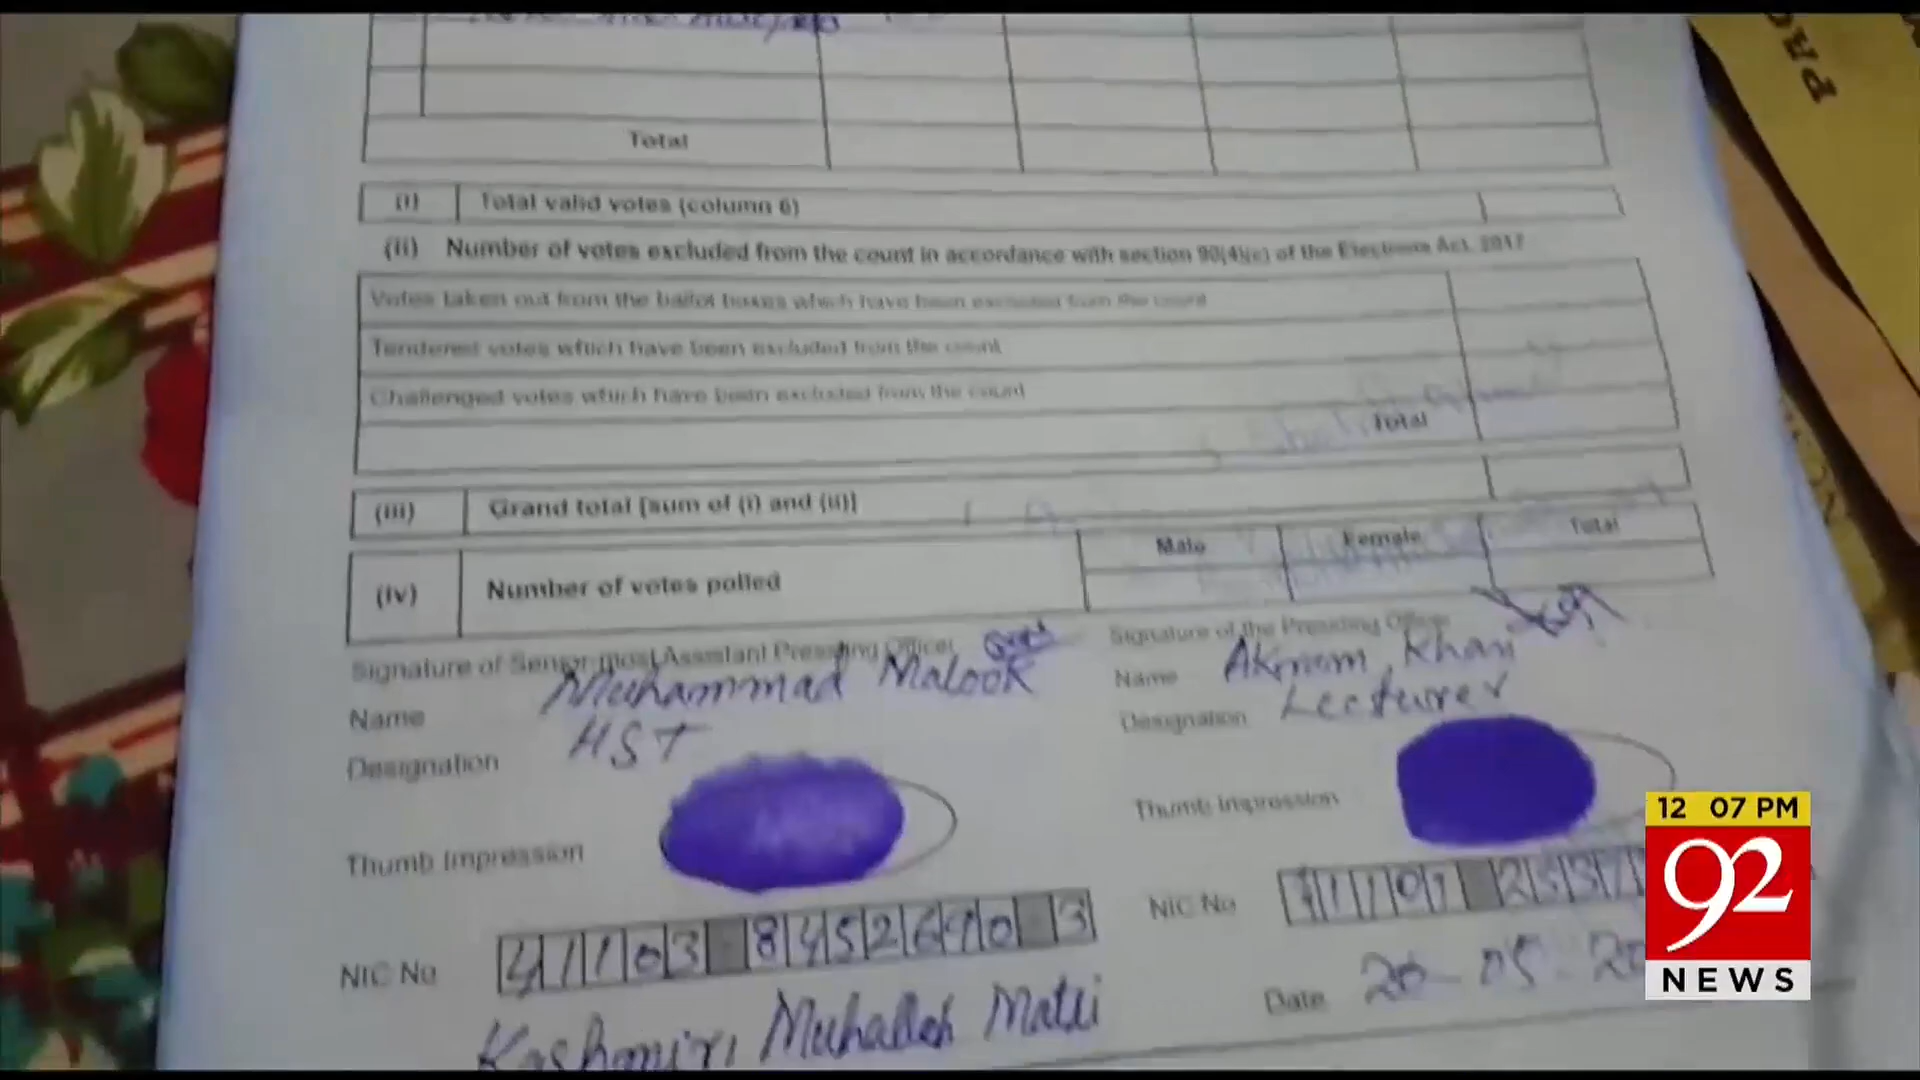 Total
(i) Total valid votes (column 6)
(ii) Number of votes excluded from the count in accordance with section 90(4)(c) of the Elections Act, 2017
Votes taken out from the ballot boxes which have been excluded from the count
Tendered votes which have been excluded from the count
Challenged votes which have been excluded from the count
Total
(iii) Grand total [sum of (i) and (ii)]
Male Female Total
(iv) Number of votes polled
Signature of Senior-most Assistant Presiding Officer
Name Muhammad Malook
Designation HST
Thumb Impression
NIC No
Kashmiri Muhallah Matli
Signature of the Presiding Officer
Name Akram Khan
Designation Lecturer
Thumb Impression
NIC No
Date 20-05-20
12 07 PM
92
NEWS